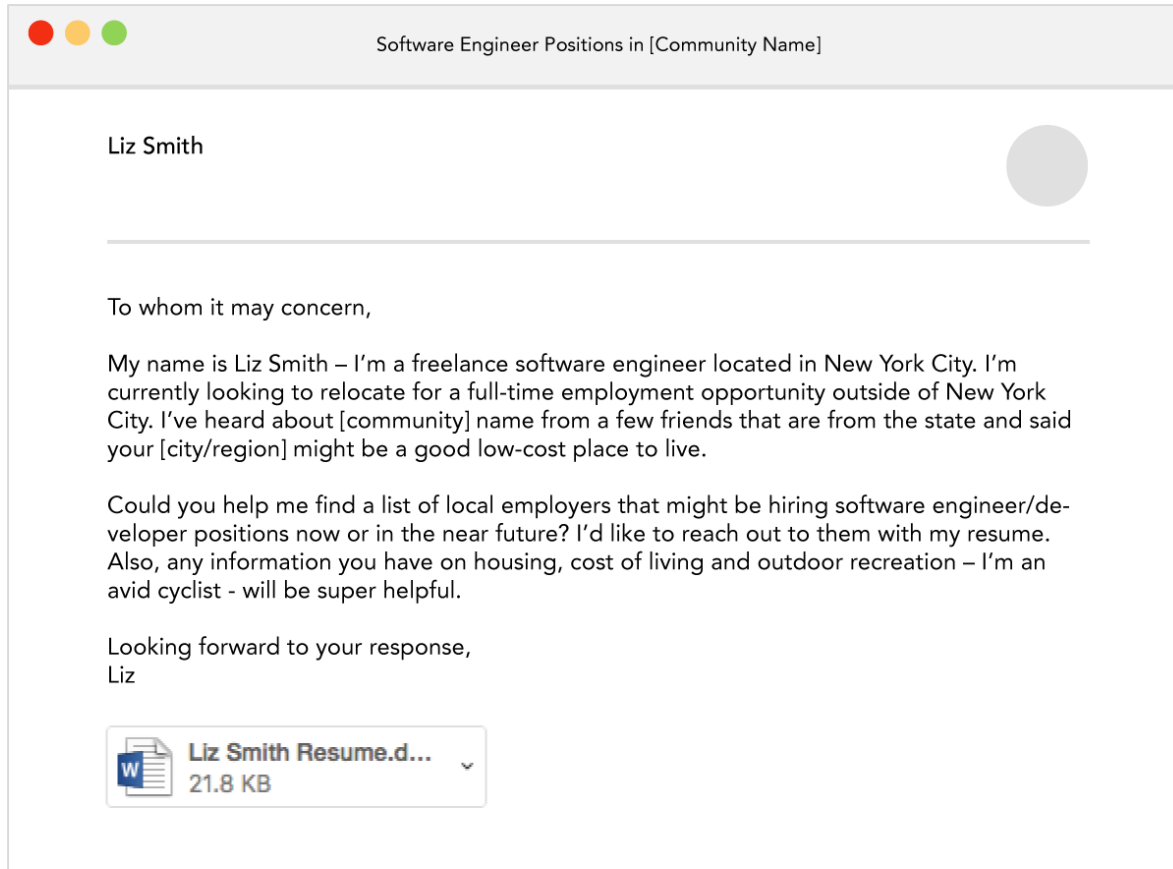 Software Engineer Positions in [Community Name]
Liz Smith
To whom it may concern,
My name is Liz Smith – I’m a freelance software engineer located in New York City. I’m
currently looking to relocate for a full-time employment opportunity outside of New York
City. I’ve heard about [community] name from a few friends that are from the state and said
your [city/region] might be a good low-cost place to live.
Could you help me find a list of local employers that might be hiring software engineer/de-
veloper positions now or in the near future? I’d like to reach out to them with my resume.
Also, any information you have on housing, cost of living and outdoor recreation – I’m an
avid cyclist - will be super helpful.
Looking forward to your response,
Liz
W
Liz Smith Resume.d...
21.8 KB